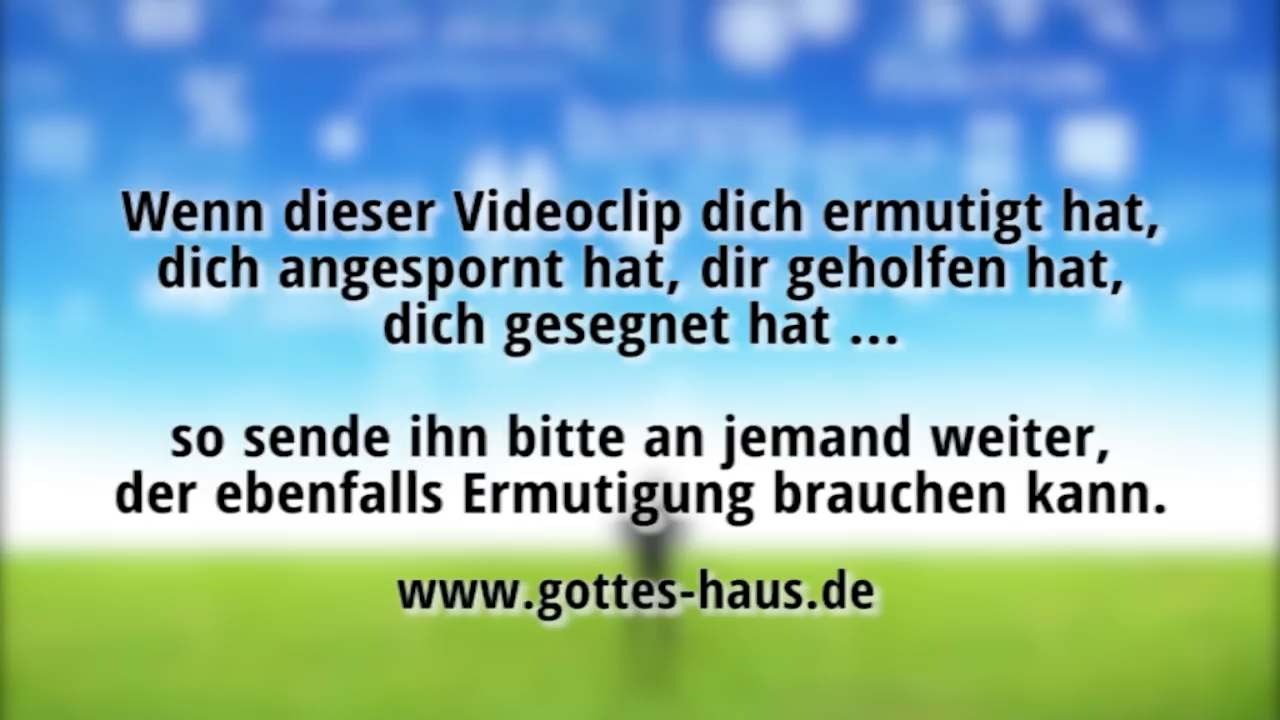 Wenn dieser Videoclip dich ermutigt hat,
dich angespornt hat, dir geholfen hat,
dich gesegnet hat ...
so sende ihn bitte an jemand weiter,
der ebenfalls Ermutigung brauchen kann.
www.gottes-haus.de